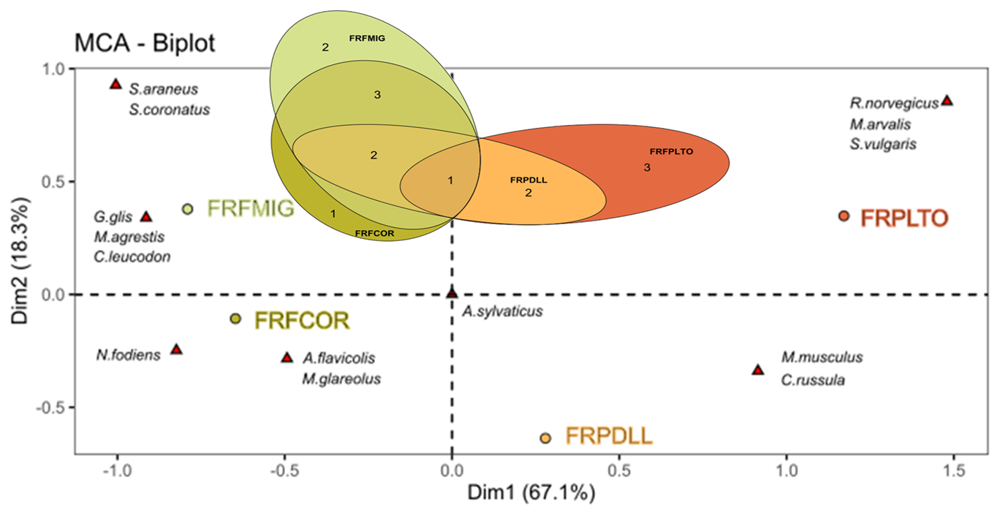 FRFMIG
2
MCA - Biplot
1.0
S.araneus
S.coronatus
3
R.norvegicus
M.arvalis
S.vulgaris
2
FRFPLTO
3
0.5
1
FRPDLL
2
FRFMIG
1
FRFCOR
G.glis
M.agrestis
C.leucodon
FRPLTO
Dim2 (18.3%)
0.0
A.sylvaticus
FRFCOR
N.fodiens
A.flavicolis
M.glareolus
M.musculus
C.russula
-0.5
FRPDLL
-1.0
-0.5
0.0
0.5
1.0
1.5
Dim1 (67.1%)